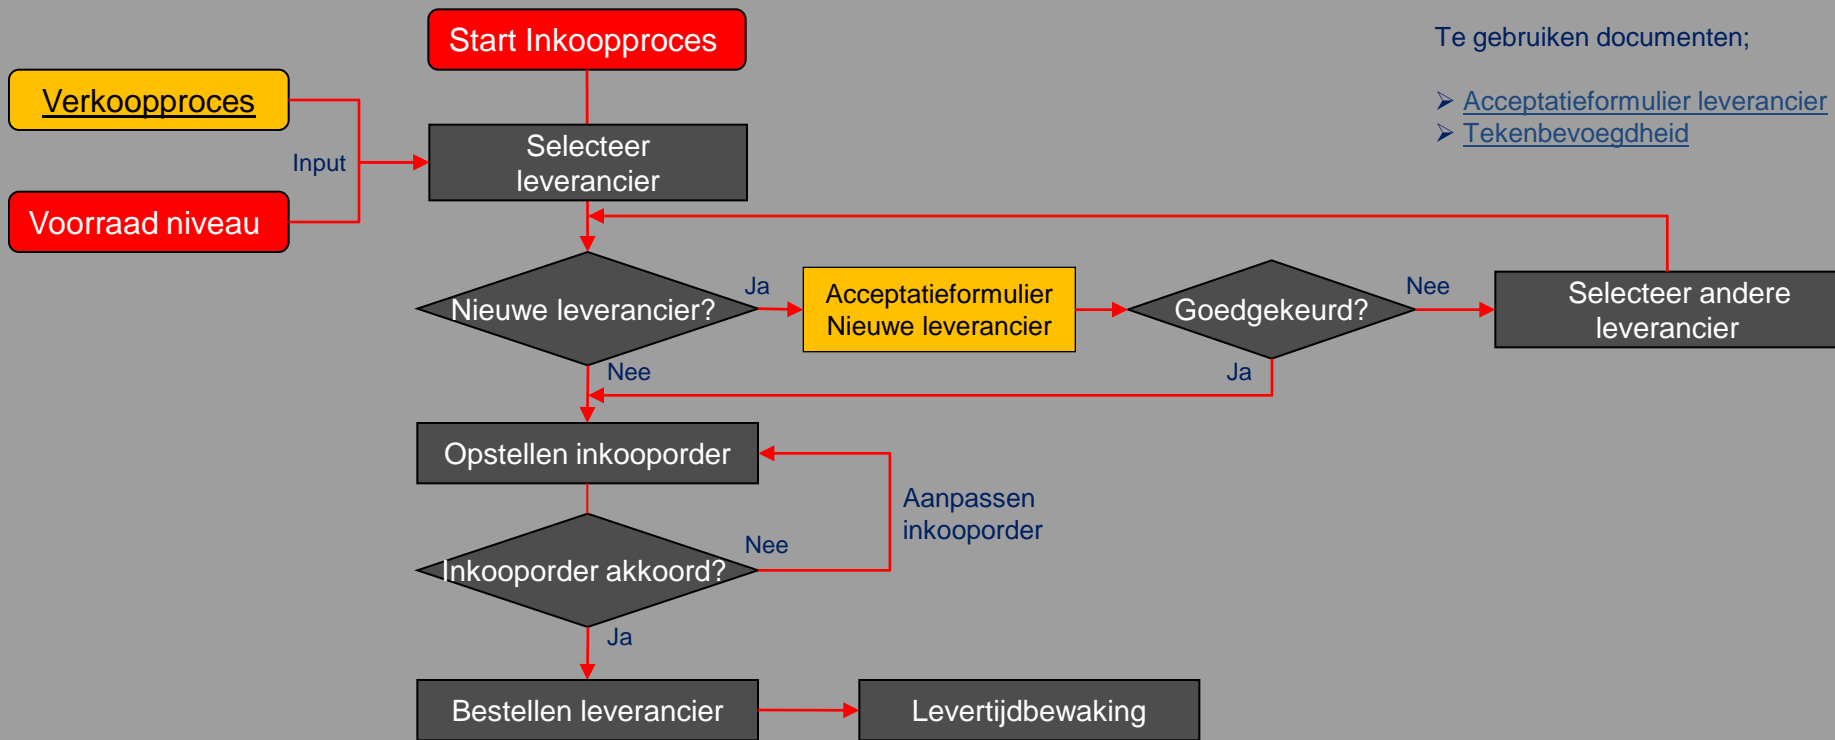 Start Inkoopproces
Te gebruiken documenten;
Verkoopproces
Acceptatieformulier leverancier
Tekenbevoegdheid
Selecteer
leverancier
Input
Voorraad niveau
Nieuwe leverancier?
Ja
Acceptatieformulier
Nieuwe leverancier
Goedgekeurd?
Nee
Selecteer andere
leverancier
Nee
Ja
Opstellen inkooporder
Aanpassen
inkooporder
Inkooporder akkoord?
Nee
Ja
Bestellen leverancier
Levertijdbewaking